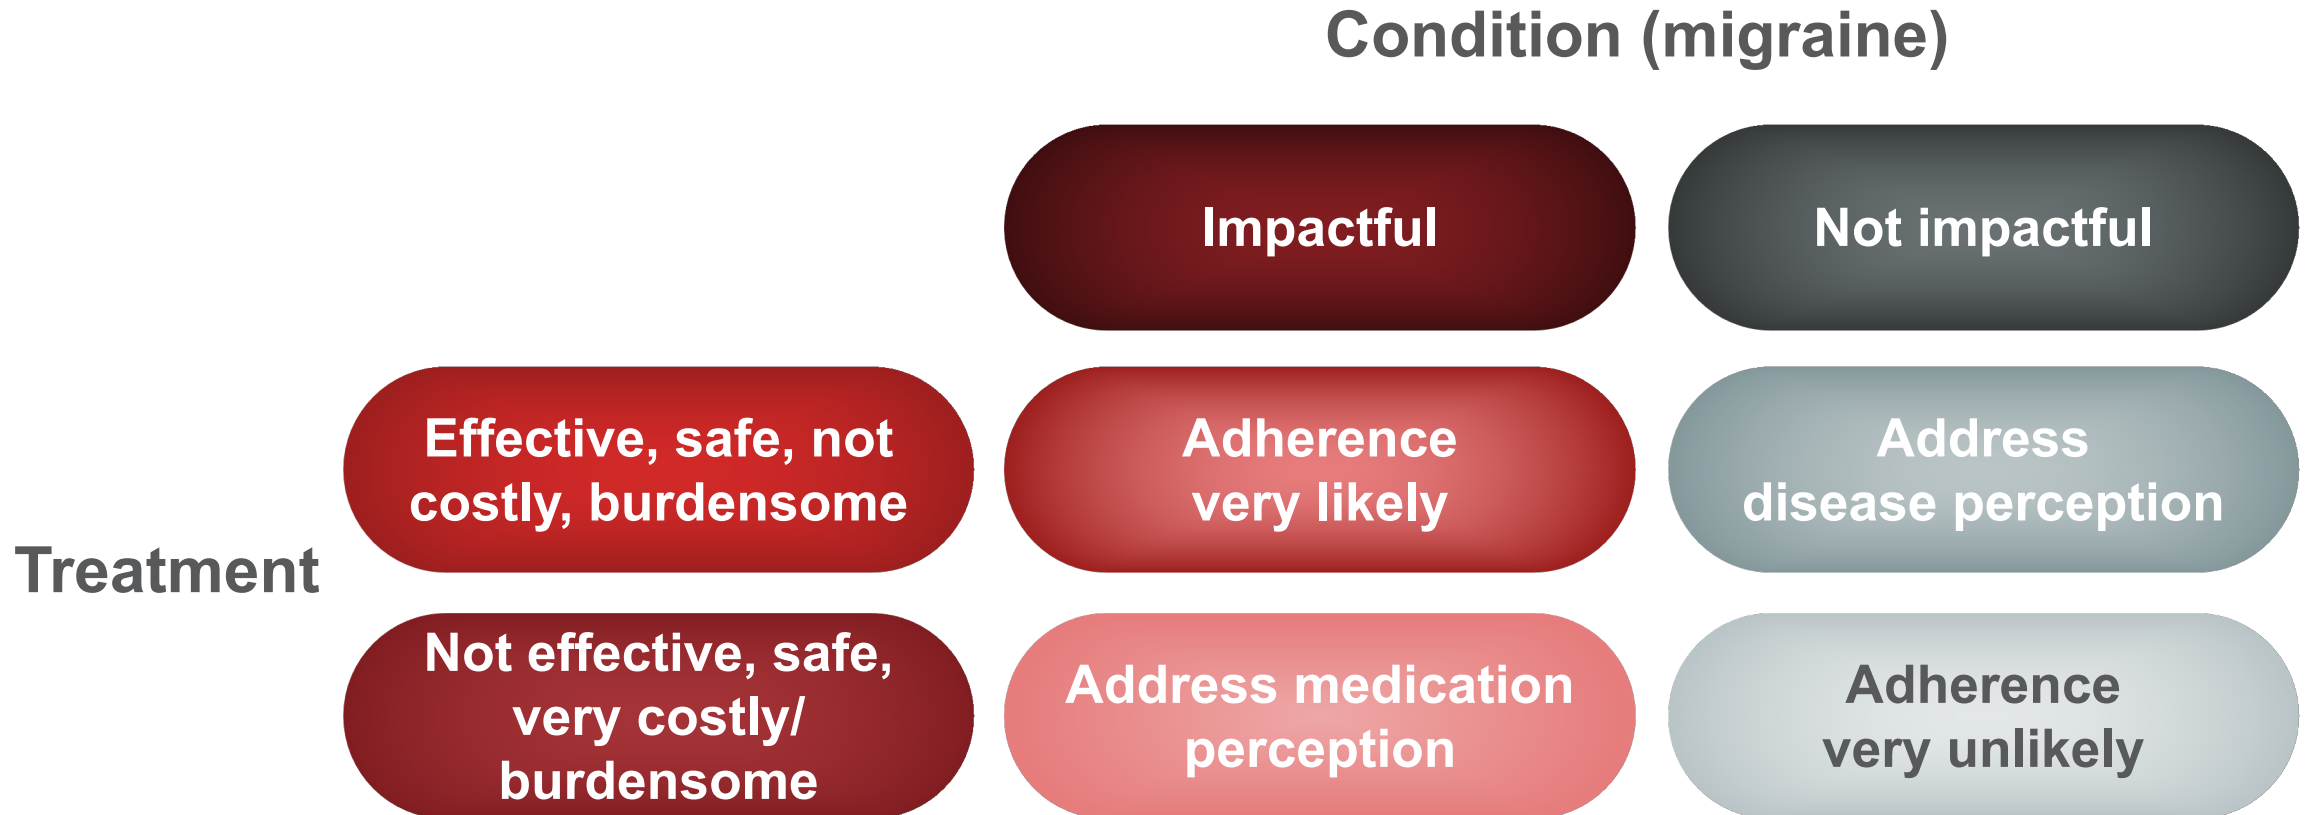 Condition (migraine)
Impactful
Not impactful
Effective, safe, not
costly, burdensome
Adherence
very likely
Address
disease perception
Treatment
Not effective, safe,
very costly/
burdensome
Address medication
perception
Adherence
very unlikely